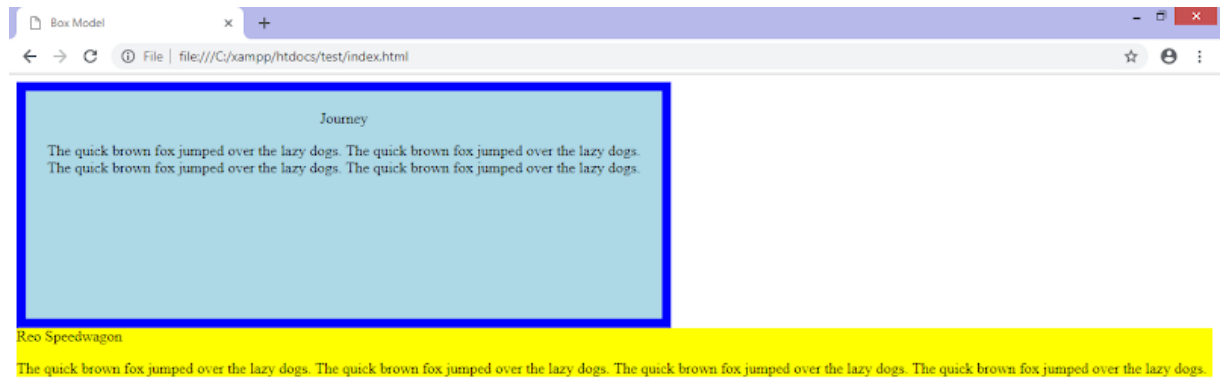 Box Model
File | file:///C:/xampp/htdocs/test/index.html
Journey
The quick brown fox jumped over the lazy dogs. The quick brown fox jumped over the lazy dogs.
The quick brown fox jumped over the lazy dogs. The quick brown fox jumped over the lazy dogs.
Reo Speedwagon
The quick brown fox jumped over the lazy dogs. The quick brown fox jumped over the lazy dogs. The quick brown fox jumped over the lazy dogs. The quick brown fox jumped over the lazy dogs.